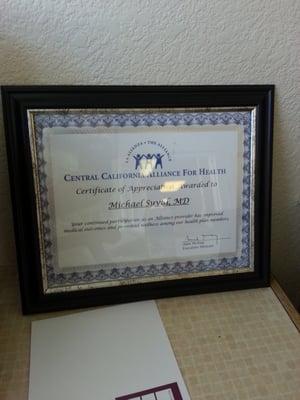 CENTRAL CALIFORNIA ALLIANCE FOR HEALTH
Certificate of Appreciation Awarded to
Michael MD
Your continued participation as an Alliance provider has improved
medical outcomes and promoted wellness among our health plan members.
Executive Director